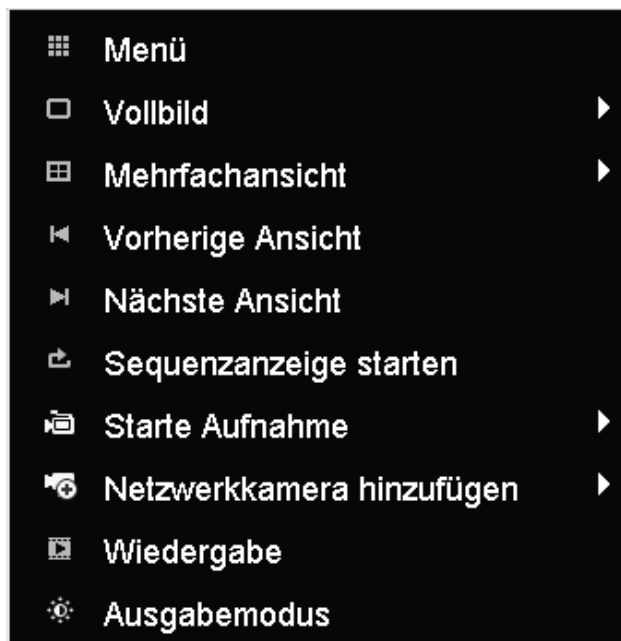 Menü
Vollbild
Mehrfachansicht
Vorherige Ansicht
Nächste Ansicht
Sequenzanzeige starten
Starte Aufnahme
Netzwerkkamera hinzufügen
Wiedergabe
Ausgabemodus